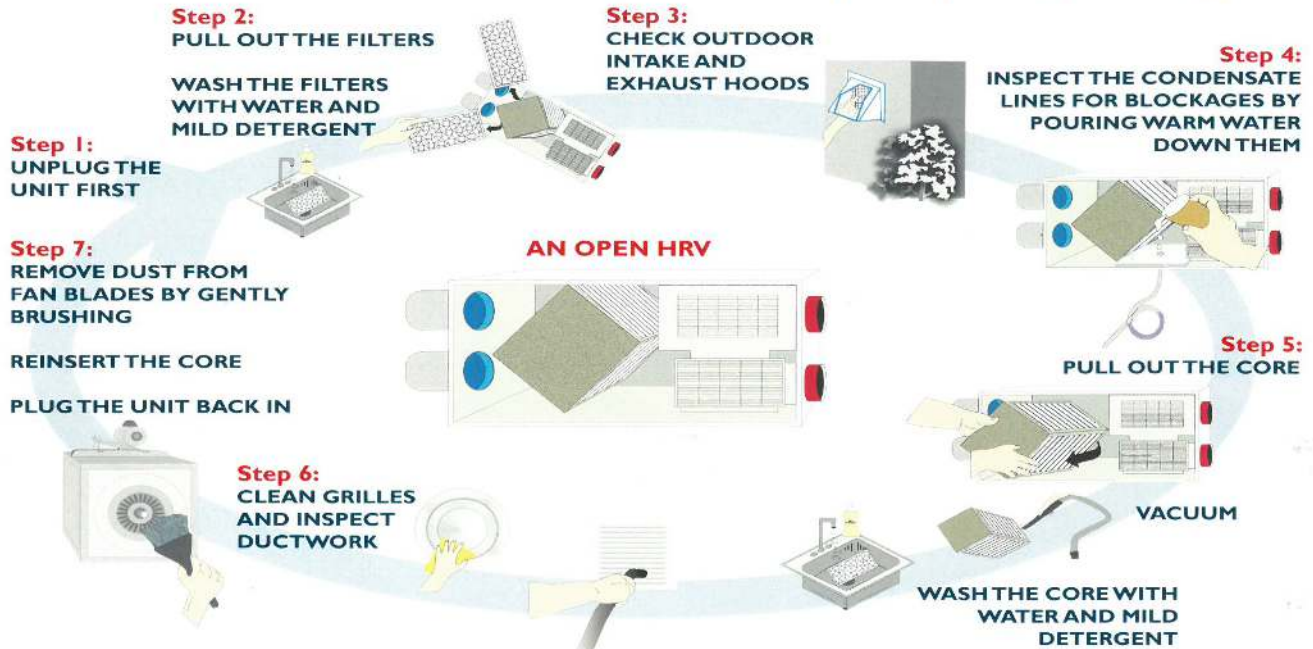 Step 1:
UNPLUG THE
UNIT FIRST
Step 2:
PULL OUT THE FILTERS
WASH THE FILTERS
WITH WATER AND
MILD DETERGENT
Step 3:
CHECK OUTDOOR
INTAKE AND
EXHAUST HOODS
Step 4:
INSPECT THE CONDENSATE
LINES FOR BLOCKAGES BY
POURING WARM WATER
DOWN THEM
AN OPEN HRV
Step 5:
PULL OUT THE CORE
VACUUM
WASH THE CORE WITH
WATER AND MILD
DETERGENT
Step 6:
CLEAN GRILLES
AND INSPECT
DUCTWORK
Step 7:
REMOVE DUST FROM
FAN BLADES BY GENTLY
BRUSHING
REINSERT THE CORE
PLUG THE UNIT BACK IN